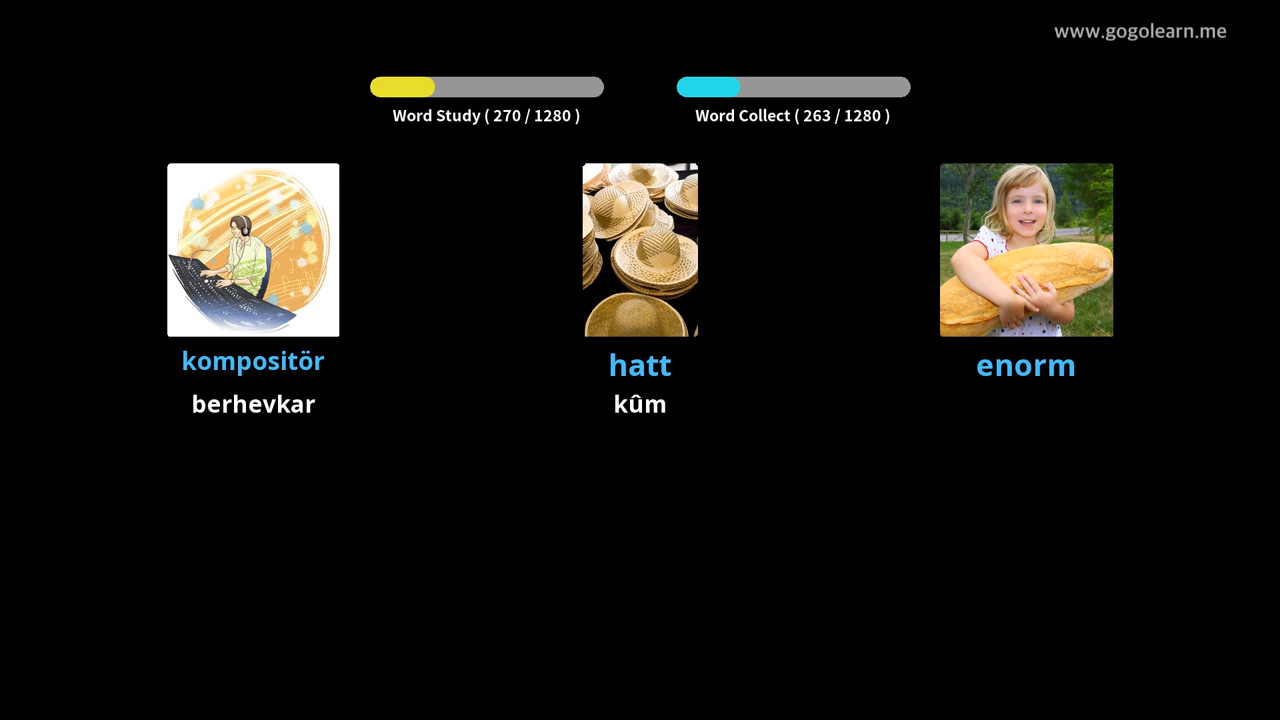 www.gogolearn.me
Word Study ( 270 / 1280 )
Word Collect ( 263 / 1280 )
kompositör
hatt
enorm
berhevkar
kûm